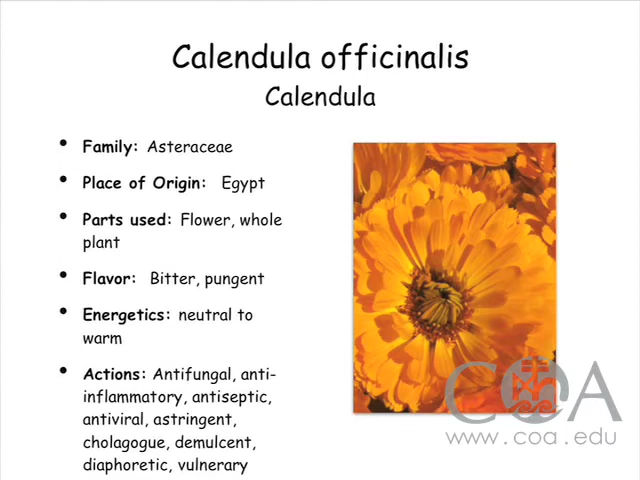 Calendula officinalis
Calendula
• Family: Asteraceae
• Place of Origin: Egypt
• Parts used: Flower, whole
plant
• Flavor: Bitter, pungent
• Energetics: neutral to
warm
• Actions: Antifungal, anti-
inflammatory, antiseptic,
antiviral, astringent,
cholagogue, demulcent,
diaphoretic, vulnerary
COA
www.coa.edu